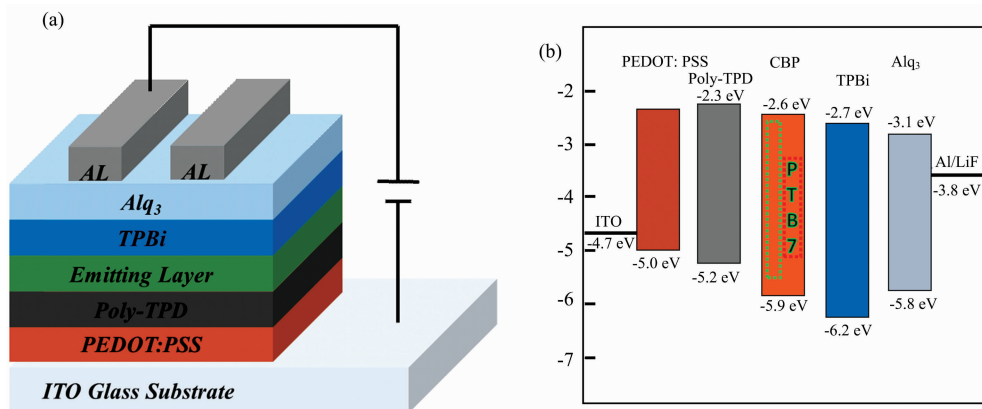 (a)
AL
AL
Alq3
TPBi
Emitting Layer
Poly-TPD
PEDOT:PSS
ITO Glass Substrate
(b)
PEDOT: PSS
Poly-TPD
CBP
TPBi
Alq3
-2
-3
-4
-5
-6
-7
-2.3 eV
-2.6 eV
-2.7 eV
-3.1 eV
Al/LiF
-3.8 eV
ITO
-4.7 eV
PTB7
-5.0 eV
-5.2 eV
-5.9 eV
-6.2 eV
-5.8 eV